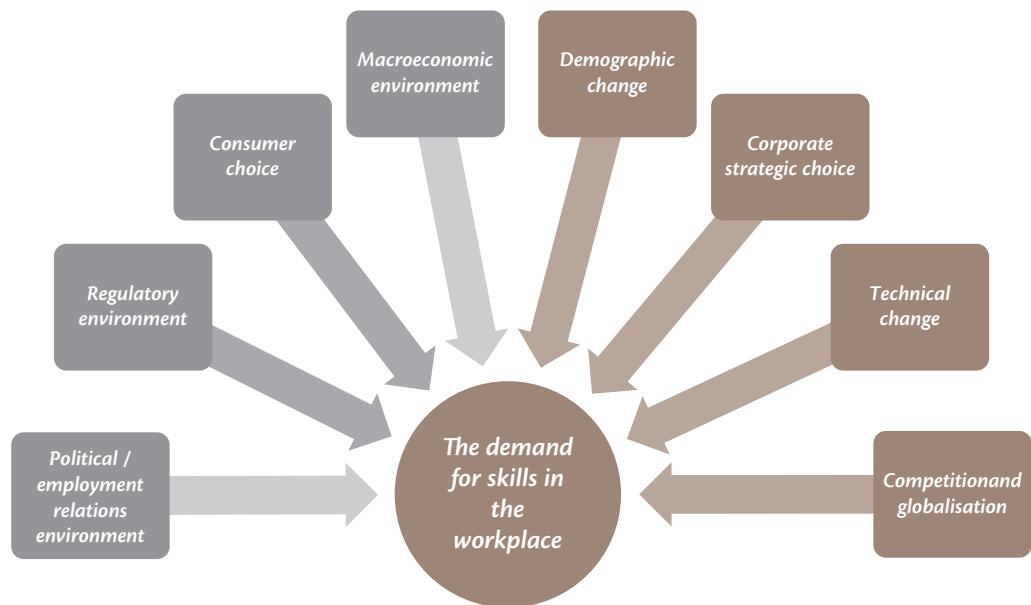 Macroeconomic
environment
Demographic
change
Consumer
choice
Corporate
strategic choice
Regulatory
environment
Technical
change
Political /
employment
relations
environment
The demand
for skills in
the
workplace
Competitionand
globalisation